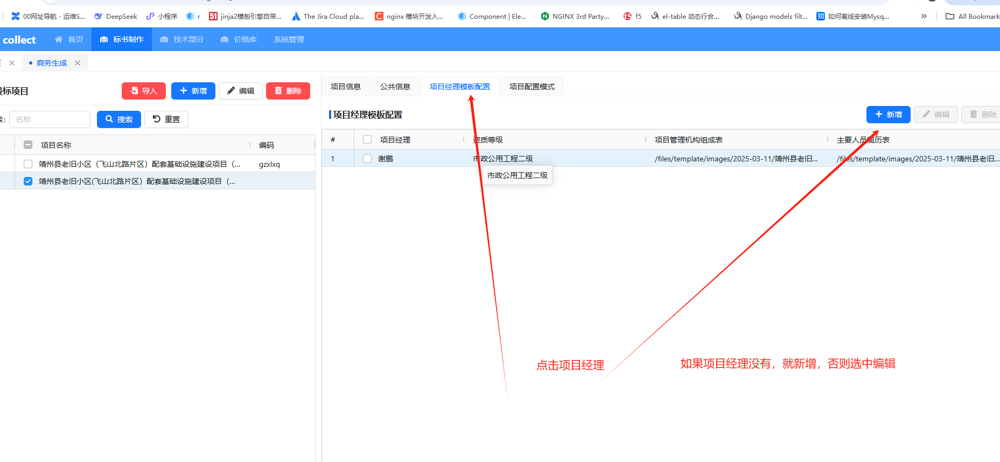 00网址导航 - 运维S... DeepSeek 小程序 r jinja2模板引擎自带... The Jira Cloud pla... nginx 模块开发入... Component | Ele... NGINX 3rd Party... f5 el-table 动态行合... Django models filt... 如何离线安装Mysq... » All Bookmark
collect 首页 标书制作 技术部分 价格库 系统管理
商务生成
标项目 导入 新增 编辑 删除
: 名称 搜索 重置
项目名称 编码
靖州县老旧小区（飞山北路片区）配套基础设施建设项目（... gzxlxq
靖州县老旧小区(飞山北路片区）配套基础设施建设项目（...
项目信息 公共信息 项目经理模板配置 项目配置模式
项目经理模板配置 新增 编辑 删除
# 项目经理 资质等级 项目管理机构组成表 主要人员简历表
1 谢鹏 市政公用工程二级 /files/template/images/2025-03-11/靖州县老旧... /files/template/images/2025-03-11/靖州县老旧...
市政公用工程二级
点击项目经理 如果项目经理没有，就新增，否则选中编辑